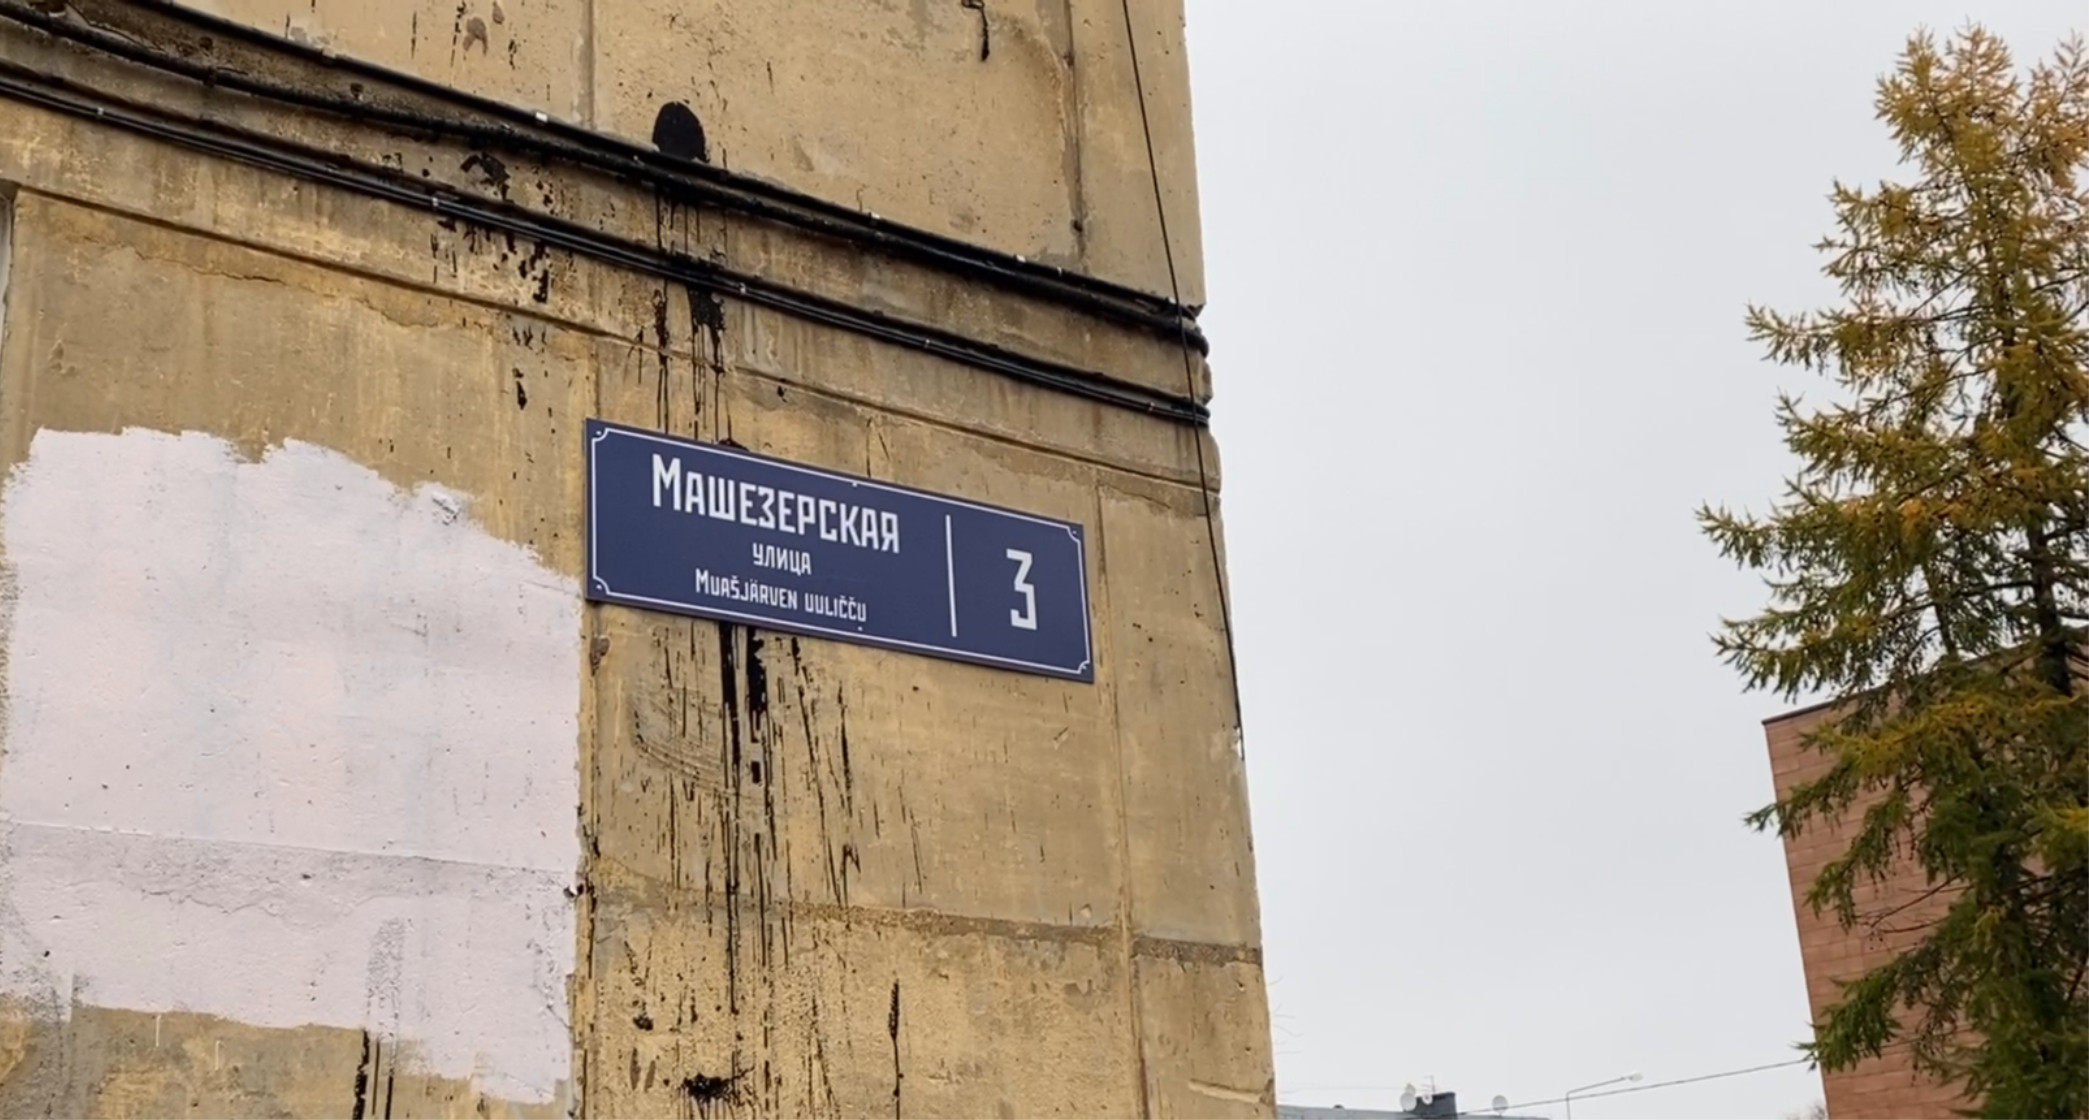 Машезерская
улица
Muašjärven uuličču
3